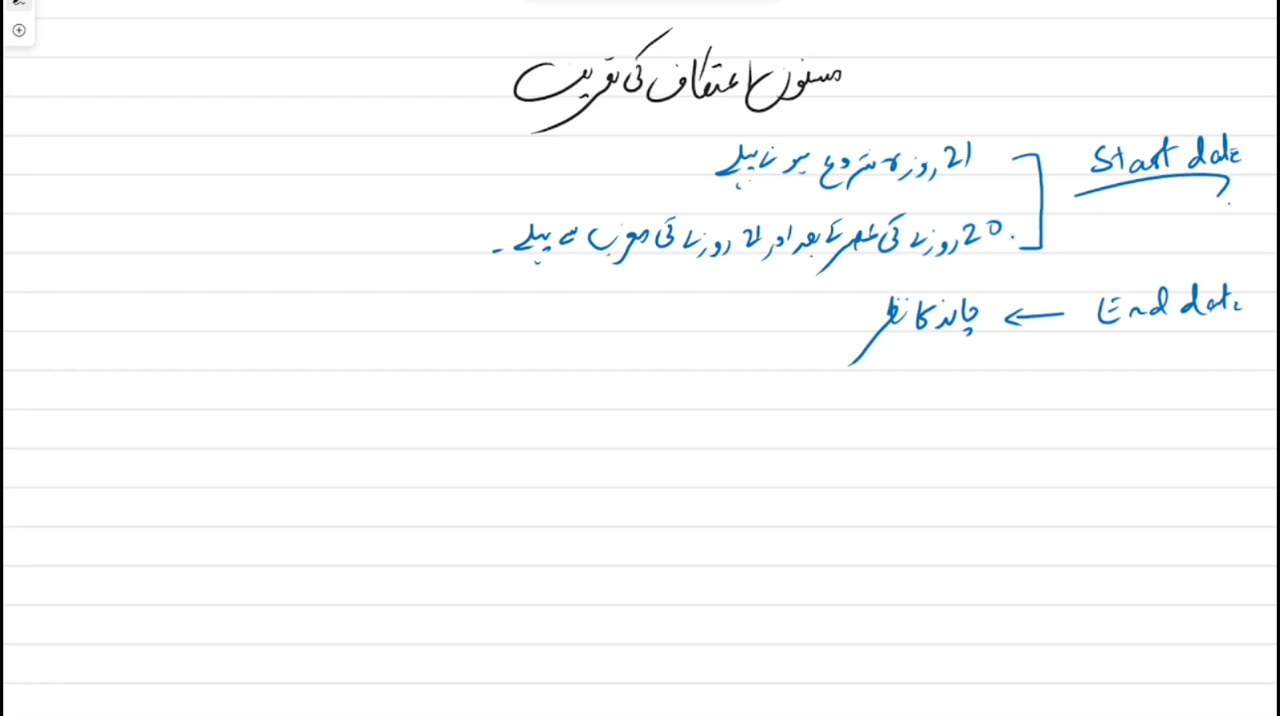 مسنون اعتکاف کی تعریف
Start date 21 روزہ شروع ہونے پہلے
20 روزے کی عصر کے بعد اور 21 روزے کی مغرب سے پہلے ۔
End date ← چاند کا نظر